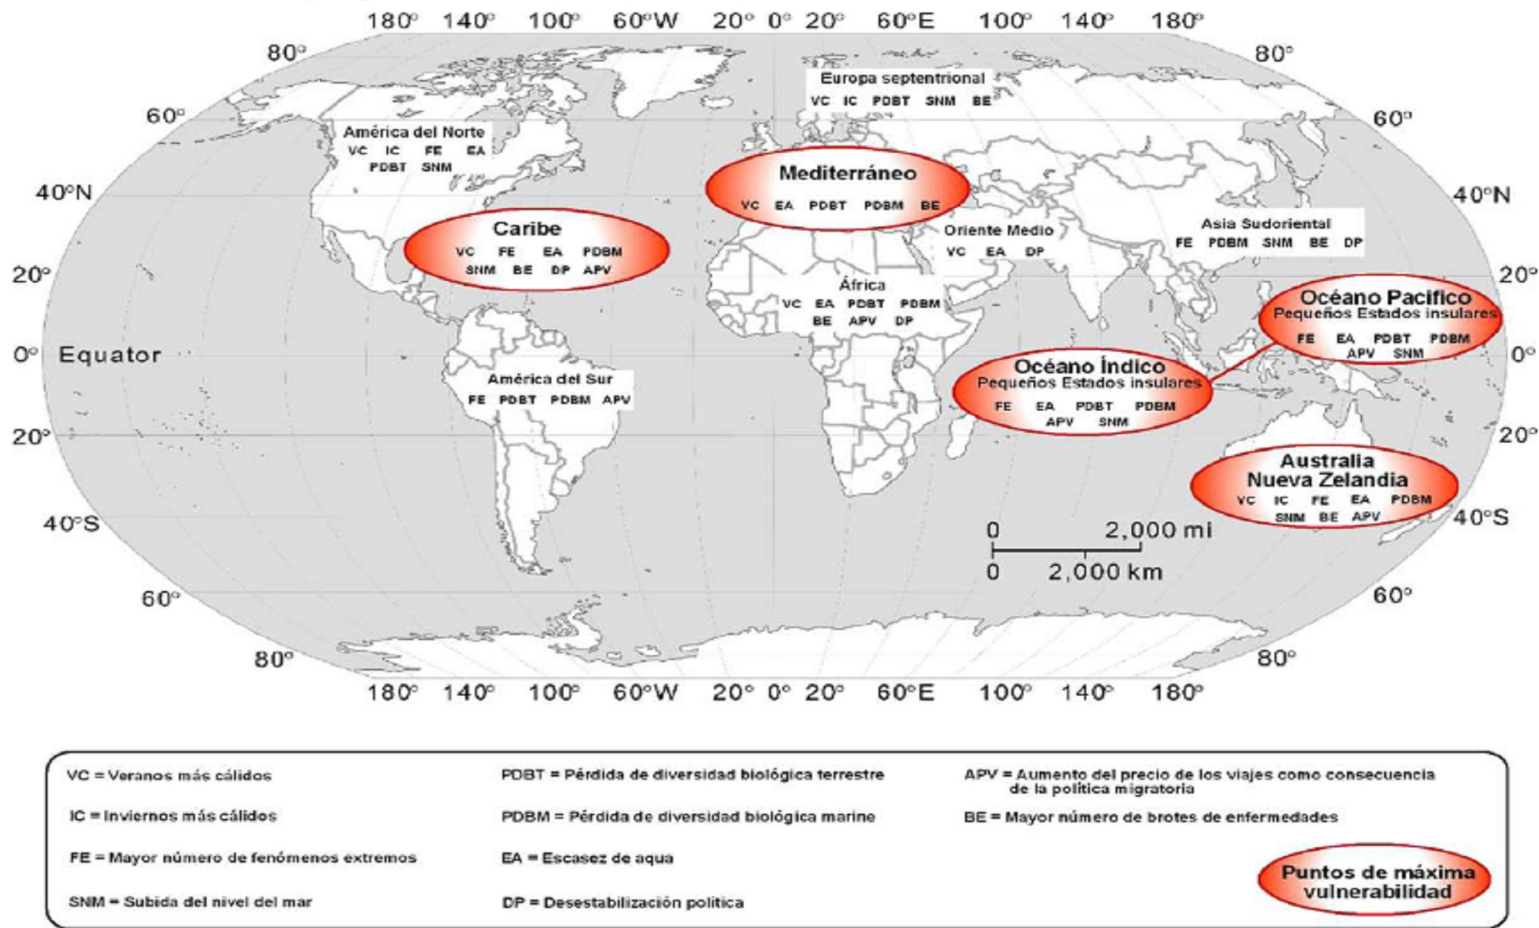 180° 140° 100° 60°W 20° 0° 20° 60°E 100° 140° 180°
80° 80°
Europa septentrional
VC IC PDBT SNM BE
60° 60°
América del Norte
VC IC FE EA
PDBT SNM
Mediterráneo
VC EA PDBT PDBM BE
40°N 40°N
Caribe
VC FE EA PDBM
SNM BE DP APV
Oriente Medio
VC EA DP
Asia Sudoriental
FE PDBM SNM BE DP
20° 20°
África
VC EA PDBT PDBM
BE APV DP
Océano Pacifico
Pequeños Estados insulares
FE EA PDBT PDBM
APV SNM
0° Equator 0°
Océano Índico
Pequeños Estados insulares
FE EA PDBT PDBM
APV SNM
América del Sur
FE PDBT PDBM APV
20° 20°
Australia
Nueva Zelandia
VC IC FE EA PDBM
SNM BE APV
40°S 40°S
0 2,000 mi
0 2,000 km
60° 60°
80° 80°
180° 140° 100° 60°W 20° 0° 20° 60°E 100° 140° 180°
VC = Veranos más cálidos
IC = Inviernos más cálidos
FE = Mayor número de fenómenos extremos
SNM = Subida del nivel del mar
PDBT = Pérdida de diversidad biológica terrestre
PDBM = Pérdida de diversidad biológica marine
EA = Escasez de aqua
DP = Desestabilización política
APV = Aumento del precio de los viajes como consecuencia
de la política migratoria
BE = Mayor número de brotes de enfermedades
Puntos de máxima
vulnerabilidad